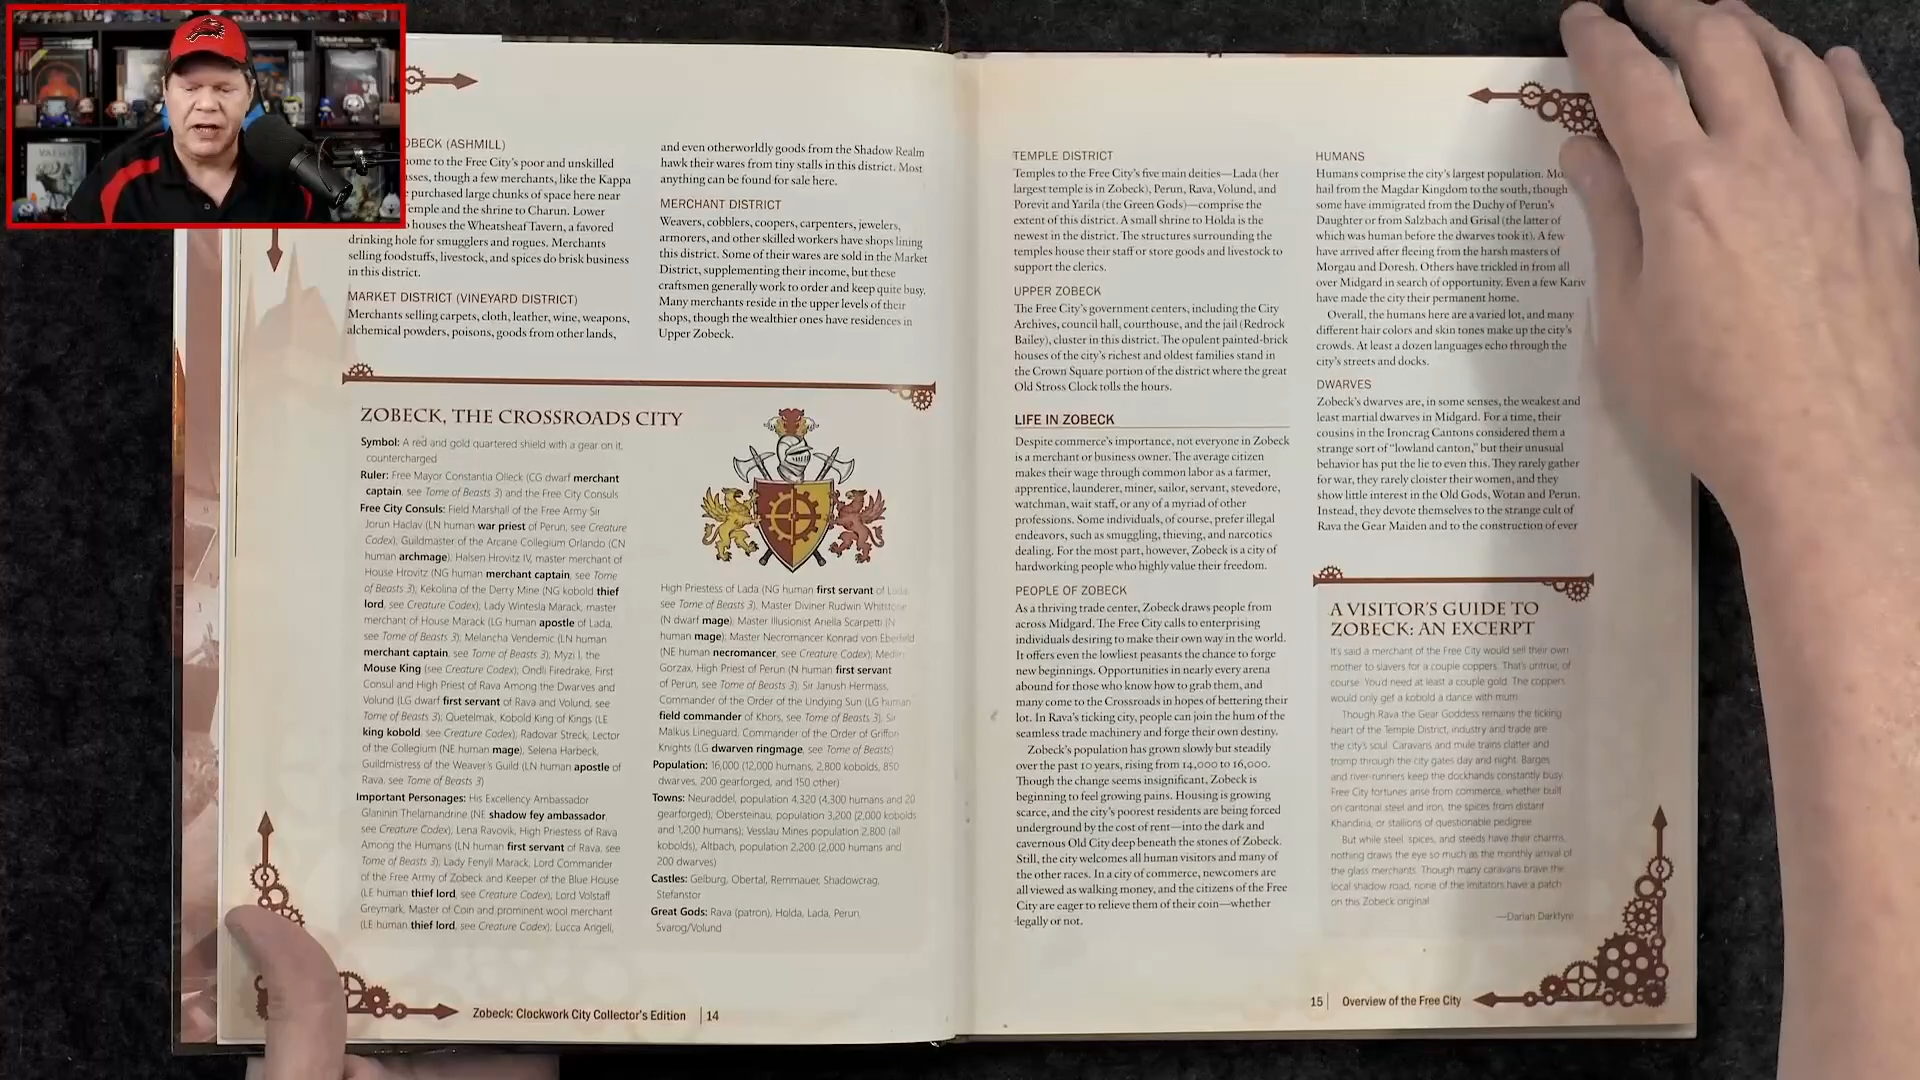 OBECK (ASHMILL)
ome to the Free City's poor and unskilled
sses, though a few merchants, like the Kappa
e purchased large chunks of space here near
emple and the shrine to Charun. Lower
o houses the Wheatsheaf Tavern, a favored
drinking hole for smugglers and rogues. Merchants
selling foodstuffs, livestock, and spices do brisk business
in this district.
MARKET DISTRICT (VINEYARD DISTRICT)
Merchants selling carpets, cloth, leather, wine, weapons,
alchemical powders, poisons, goods from other lands,
and even otherworldly goods from the Shadow Realm
hawk their wares from tiny stalls in this district. Most
anything can be found for sale here.
MERCHANT DISTRICT
Weavers, cobblers, coopers, carpenters, jewelers,
armorers, and other skilled workers have shops lining
this district. Some of their wares are sold in the Market
District, supplementing their income, but these
craftsmen generally work to order and keep quite busy.
Many merchants reside in the upper levels of their
shops, though the wealthier ones have residences in
Upper Zobeck.
ZOBECK, THE CROSSROADS CITY
Symbol: A red and gold quartered shield with a gear on it,
countercharged
Ruler: Free Mayor Constantia Olleck (CG dwarf merchant
captain, see Tome of Beasts 3) and the Free City Consuls
Free City Consuls: Field Marshall of the Free Army Sir
Jorun Haclav (LN human war priest of Perun, see Creature
Codex), Guildmaster of the Arcane Collegium Orlando (CN
human archmage), Halsen Hrovitz IV, master merchant of
House Hrovitz (NG human merchant captain, see Tome
of Beasts 3), Kekolina of the Derry Mine (NG kobold thief
lord, see Creature Codex), Lady Wintesla Marack, master
merchant of House Marack (LG human apostle of Lada,
see Tome of Beasts 3), Melancha Vendemic (LN human
merchant captain, see Tome of Beasts 3), Myzi I, the
Mouse King (see Creature Codex), Ondli Firedrake, First
Consul and High Priest of Rava Among the Dwarves and
Volund (LG dwarf first servant of Rava and Volund, see
Tome of Beasts 3), Quetelmak, Kobold King of Kings (LE
king kobold, see Creature Codex), Radovar Streck, Lector
of the Collegium (NE human mage), Selena Harbeck,
Guildmistress of the Weaver's Guild (LN human apostle of
Rava, see Tome of Beasts 3)
Important Personages: His Excellency Ambassador
Glaninin Thelamandrine (NE shadow fey ambassador,
see Creature Codex), Lena Ravovik, High Priestess of Rava
Among the Humans (LN human first servant of Rava, see
Tome of Beasts 3), Lady Fenyll Marack, Lord Commander
of the Free Army of Zobeck and Keeper of the Blue House
(LE human thief lord, see Creature Codex), Lord Volstaff
Greymark, Master of Coin and prominent wool merchant
(LE human thief lord, see Creature Codex), Lucca Angeli,
High Priestess of Lada (NG human first servant of Lada,
see Tome of Beasts 3), Master Diviner Rudwin Whitstone
(N dwarf mage), Master Illusionist Ariella Scarpetti (N
human mage), Master Necromancer Konrad von Eberfeld
(NE human necromancer, see Creature Codex), Medlin
Gorzax, High Priest of Perun (N human first servant
of Perun, see Tome of Beasts 3), Sir Janush Hermass,
Commander of the Order of the Undying Sun (LG human
field commander of Khors, see Tome of Beasts 3), Sir
Malkus Lineguard, Commander of the Order of Griffon
Knights (LG dwarven ringmage, see Tome of Beasts)
Population: 16,000 (12,000 humans, 2,800 kobolds, 850
dwarves, 200 gearforged, and 150 other)
Towns: Neuraddel, population 4,320 (4,300 humans and 20
gearforged), Obersteinau, population 3,200 (2,000 kobolds
and 1,200 humans), Vesslau Mines population 2,800 (all
kobolds), Altbach, population 2,200 (2,000 humans and
200 dwarves)
Castles: Geilburg, Obertal, Remmauer, Shadowcrag,
Stefanstor
Great Gods: Rava (patron), Holda, Lada, Perun,
Svarog/Volund
Zobeck: Clockwork City Collector's Edition | 14
TEMPLE DISTRICT
Temples to the Free City's five main deities—Lada (her
largest temple is in Zobeck), Perun, Rava, Volund, and
Porevit and Yarila (the Green Gods)—comprise the
extent of this district. A small shrine to Holda is the
newest in the district. The structures surrounding the
temples house their staff or store goods and livestock to
support the clerics.
UPPER ZOBECK
The Free City's government centers, including the City
Archives, council hall, courthouse, and the jail (Redrock
Bailey), cluster in this district. The opulent painted-brick
houses of the city's richest and oldest families stand in
the Crown Square portion of the district where the great
Old Stross Clock tolls the hours.
LIFE IN ZOBECK
Despite commerce's importance, not everyone in Zobeck
is a merchant or business owner. The average citizen
makes their wage through common labor as a farmer,
apprentice, launderer, miner, sailor, servant, stevedore,
watchman, wait staff, or any of a myriad of other
professions. Some individuals, of course, prefer illegal
endeavors, such as smuggling, thieving, and narcotics
dealing. For the most part, however, Zobeck is a city of
hardworking people who highly value their freedom.
PEOPLE OF ZOBECK
As a thriving trade center, Zobeck draws people from
across Midgard. The Free City calls to enterprising
individuals desiring to make their own way in the world.
It offers even the lowliest peasants the chance to forge
new beginnings. Opportunities in nearly every arena
abound for those who know how to grab them, and
many come to the Crossroads in hopes of bettering their
lot. In Rava's ticking city, people can join the hum of the
seamless trade machinery and forge their own destiny.
Zobeck's population has grown slowly but steadily
over the past 10 years, rising from 14,000 to 16,000.
Though the change seems insignificant, Zobeck is
beginning to feel growing pains. Housing is growing
scarce, and the city's poorest residents are being forced
underground by the cost of rent—into the dark and
cavernous Old City deep beneath the stones of Zobeck.
Still, the city welcomes all human visitors and many of
the other races. In a city of commerce, newcomers are
all viewed as walking money, and the citizens of the Free
City are eager to relieve them of their coin—whether
legally or not.
HUMANS
Humans comprise the city's largest population. Mo
hail from the Magdar Kingdom to the south, though
some have immigrated from the Duchy of Perun's
Daughter or from Salzbach and Grisal (the latter of
which was human before the dwarves took it). A few
have arrived after fleeing from the harsh masters of
Morgau and Doresh. Others have trickled in from all
over Midgard in search of opportunity. Even a few Kariv
have made the city their permanent home.
Overall, the humans here are a varied lot, and many
different hair colors and skin tones make up the city's
crowds. At least a dozen languages echo through the
city's streets and docks.
DWARVES
Zobeck's dwarves are, in some senses, the weakest and
least martial dwarves in Midgard. For a time, their
cousins in the Ironcrag Cantons considered them a
strange sort of "lowland canton," but their unusual
behavior has put the lie to even this. They rarely gather
for war, they rarely cloister their women, and they
show little interest in the Old Gods, Wotan and Perun.
Instead, they devote themselves to the strange cult of
Rava the Gear Maiden and to the construction of ever
A VISITOR'S GUIDE TO
ZOBECK: AN EXCERPT
It's said a merchant of the Free City would sell their own
mother to slavers for a couple coppers. That's untrue, of
course. You'd need at least a couple gold. The coppers
would only get a kobold a dance with mum.
Though Rava the Gear Goddess remains the ticking
heart of the Temple District, industry and trade are
the city's soul. Caravans and mule trains clatter and
tromp through the city gates day and night. Barges
and river-runners keep the dockhands constantly busy.
Free City fortunes arise from commerce, whether built
on cantonal steel and iron, the spices from distant
Khandiria, or stallions of questionable pedigree.
But while steel, spices, and steeds have their charms,
nothing draws the eye so much as the monthly arrival of
the glass merchants. Though many caravans brave the
local shadow road, none of the imitators have a patch
on this Zobeck original.
—Darian Darkfyre
15 | Overview of the Free City